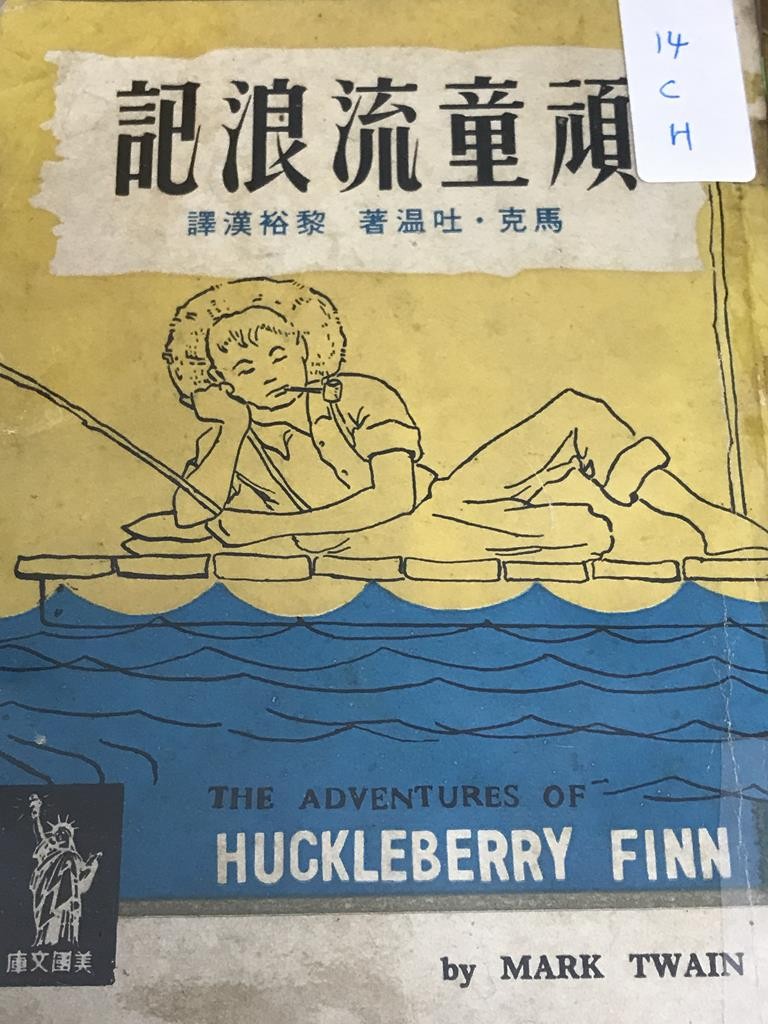 14
C
H
頑童流浪記
馬克·吐温著 黎裕漢譯
THE ADVENTURES OF
HUCKLEBERRY FINN
美國文庫
by MARK TWAIN